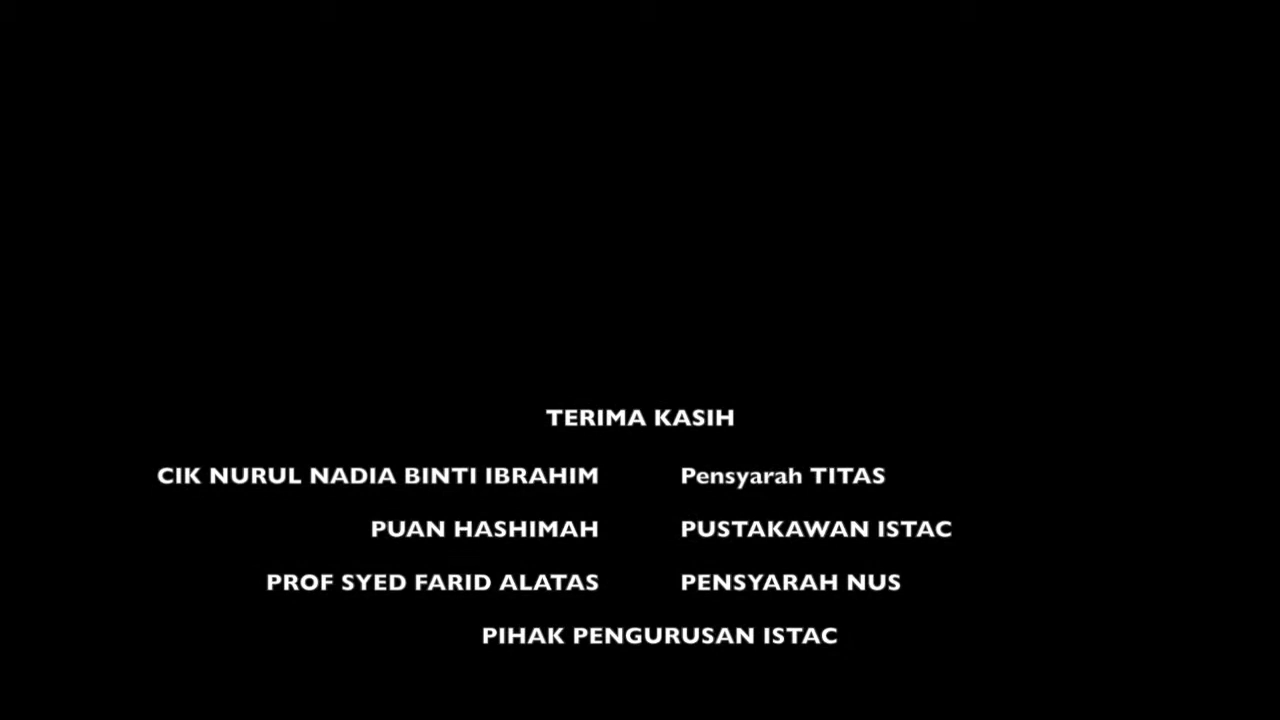 TERIMA KASIH
CIK NURUL NADIA BINTI IBRAHIM Pensyarah TITAS
PUAN HASHIMAH PUSTAKAWAN ISTAC
PROF SYED FARID ALATAS PENSYARAH NUS
PIHAK PENGURUSAN ISTAC